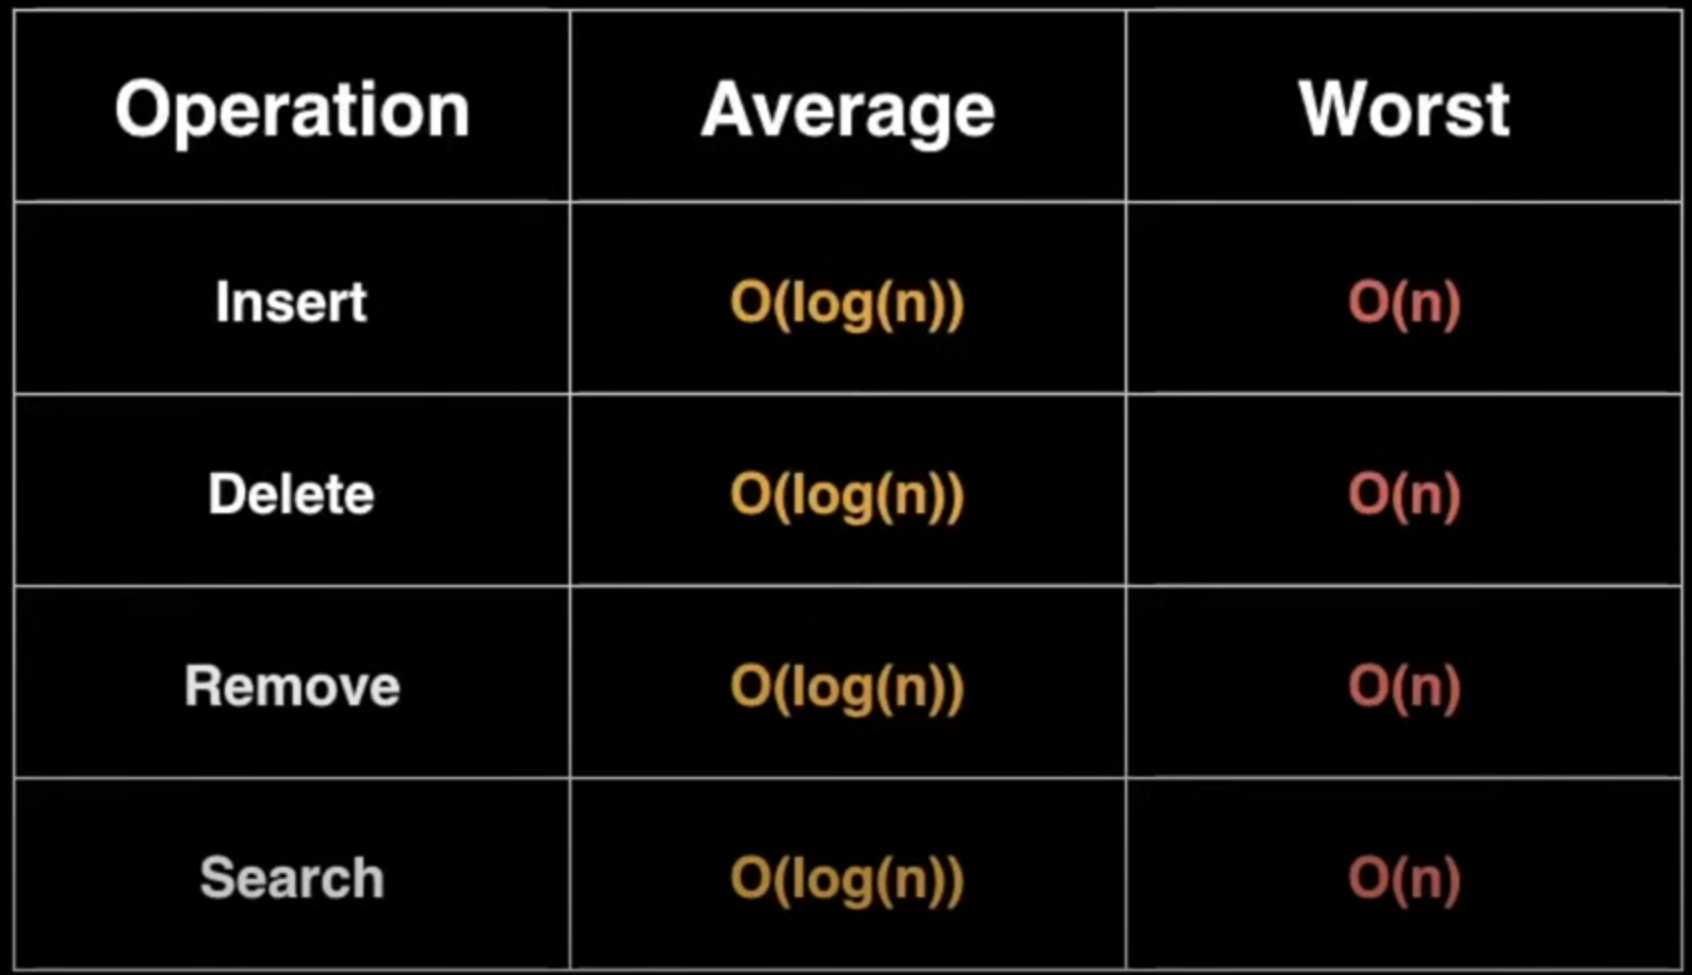 Operation Average Worst
Insert O(log(n)) O(n)
Delete O(log(n)) O(n)
Remove O(log(n)) O(n)
Search O(log(n)) O(n)